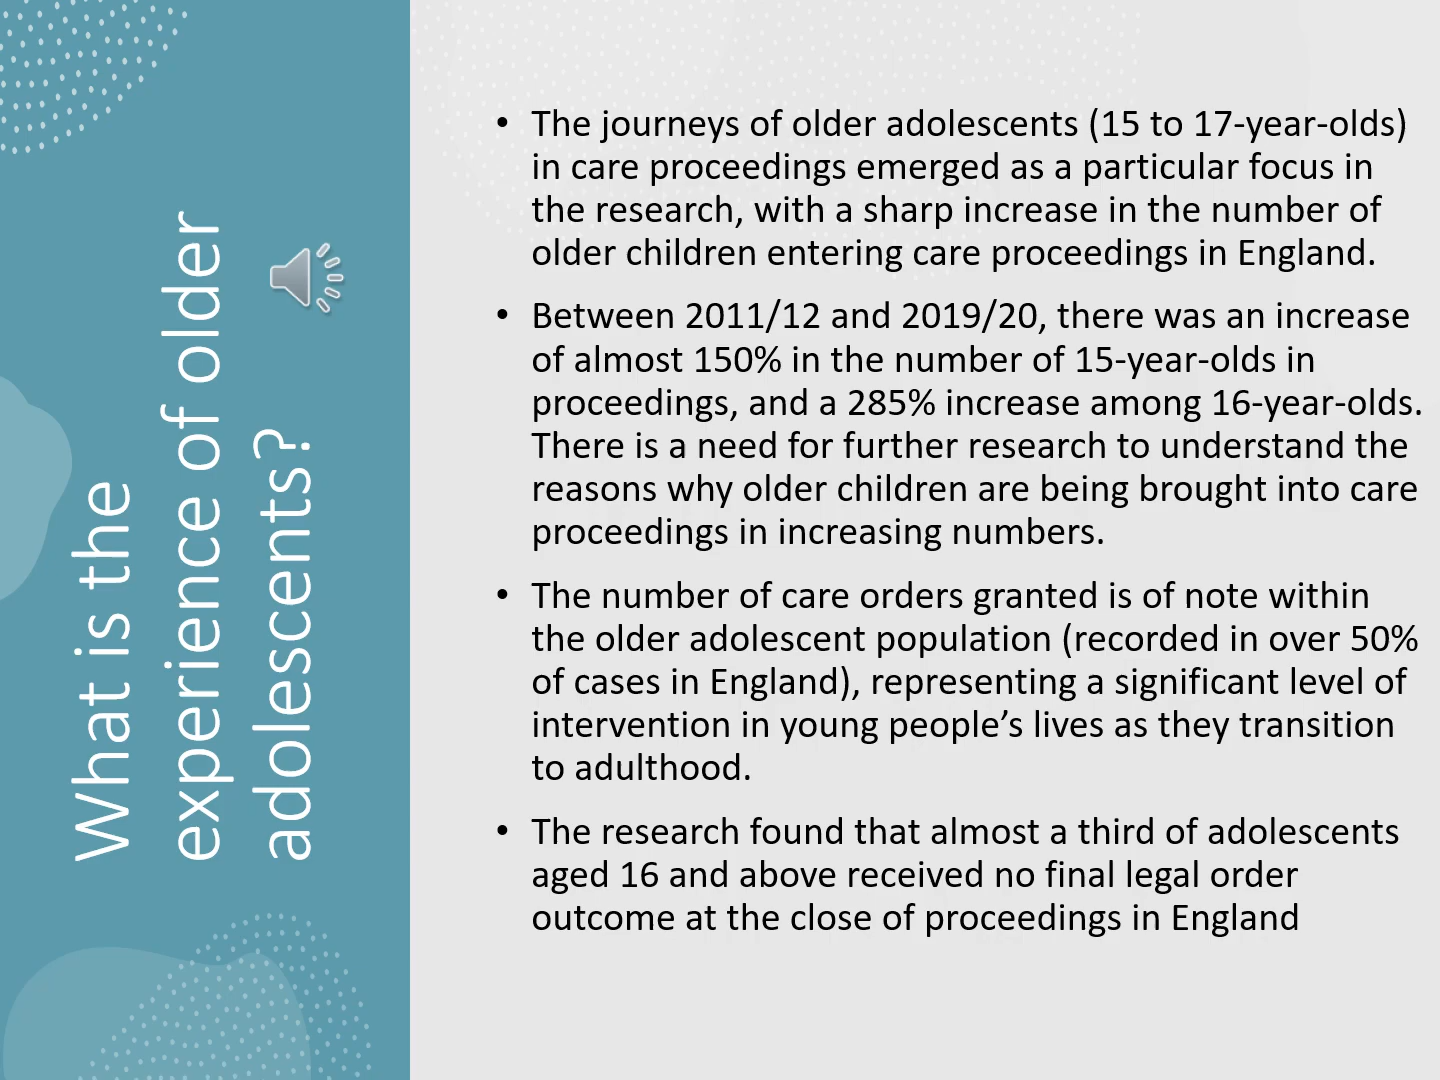 What is the
experience of older
adolescents?
• The journeys of older adolescents (15 to 17-year-olds)
in care proceedings emerged as a particular focus in
the research, with a sharp increase in the number of
older children entering care proceedings in England.
• Between 2011/12 and 2019/20, there was an increase
of almost 150% in the number of 15-year-olds in
proceedings, and a 285% increase among 16-year-olds.
There is a need for further research to understand the
reasons why older children are being brought into care
proceedings in increasing numbers.
• The number of care orders granted is of note within
the older adolescent population (recorded in over 50%
of cases in England), representing a significant level of
intervention in young people’s lives as they transition
to adulthood.
• The research found that almost a third of adolescents
aged 16 and above received no final legal order
outcome at the close of proceedings in England